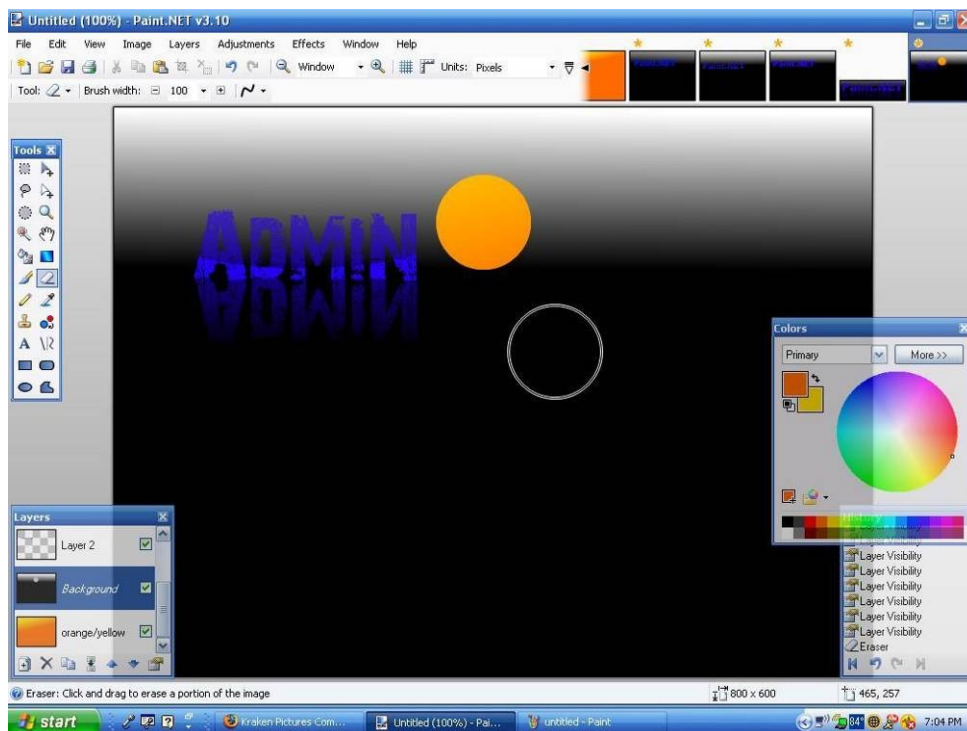 Untitled (100%) - Paint.NET v3.10
File Edit View Image Layers Adjustments Effects Window Help
Window Units: Pixels
Tool: Brush width: 100
Paint.NET
Tools
ADMIN
Colors
Primary More >>
Layers
Layer 2
Background
orange/yellow
History
Layer Visibility
Layer Visibility
Layer Visibility
Layer Visibility
Layer Visibility
Layer Visibility
Eraser
Eraser: Click and drag to erase a portion of the image 800 x 600 465, 257
start Kraken Pictures Com... Untitled (100%) - Pai... untitled - Paint 84° 7:04 PM